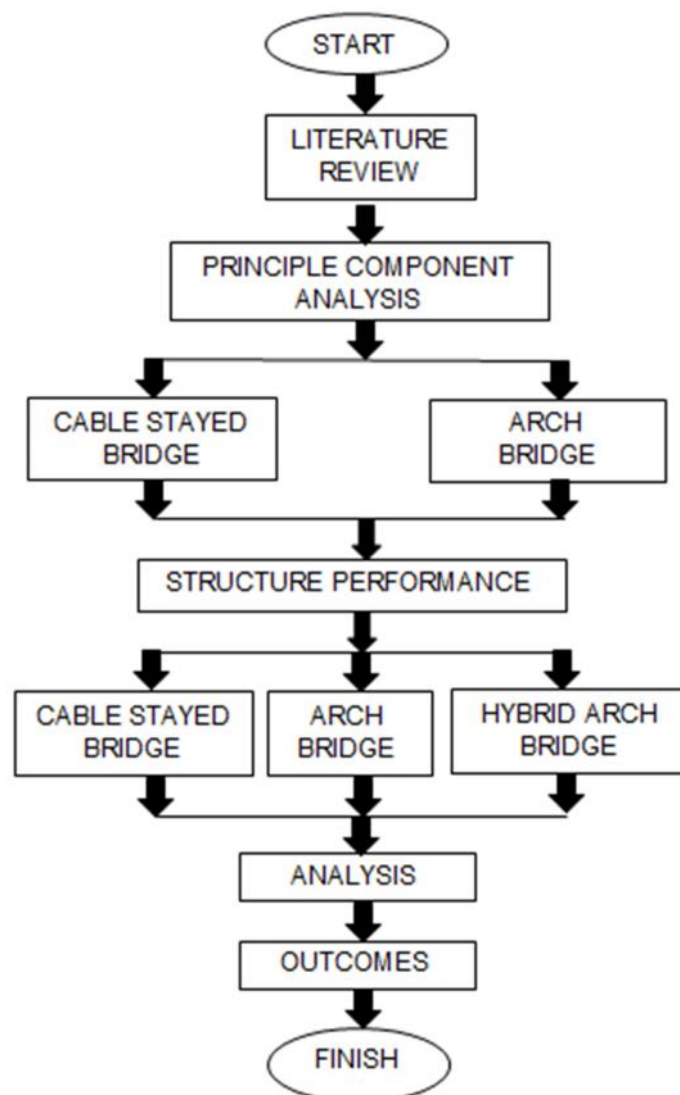 START
LITERATURE
REVIEW
PRINCIPLE COMPONENT
ANALYSIS
CABLE STAYED
BRIDGE
ARCH
BRIDGE
STRUCTURE PERFORMANCE
CABLE STAYED
BRIDGE
ARCH
BRIDGE
HYBRID ARCH
BRIDGE
ANALYSIS
OUTCOMES
FINISH